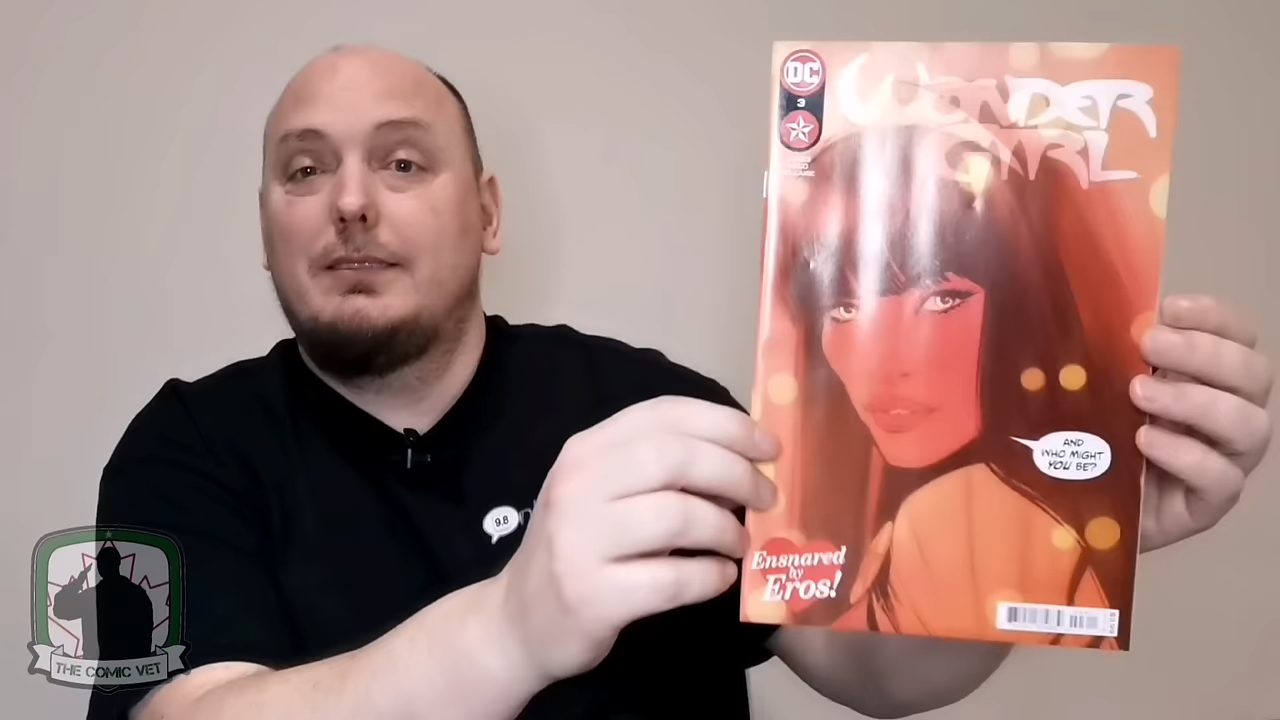 DC
3
WONDER
GIRL
AND
WHO MIGHT
YOU BE?
Ensnared
by
Eros!
9.8
THE COMIC VET